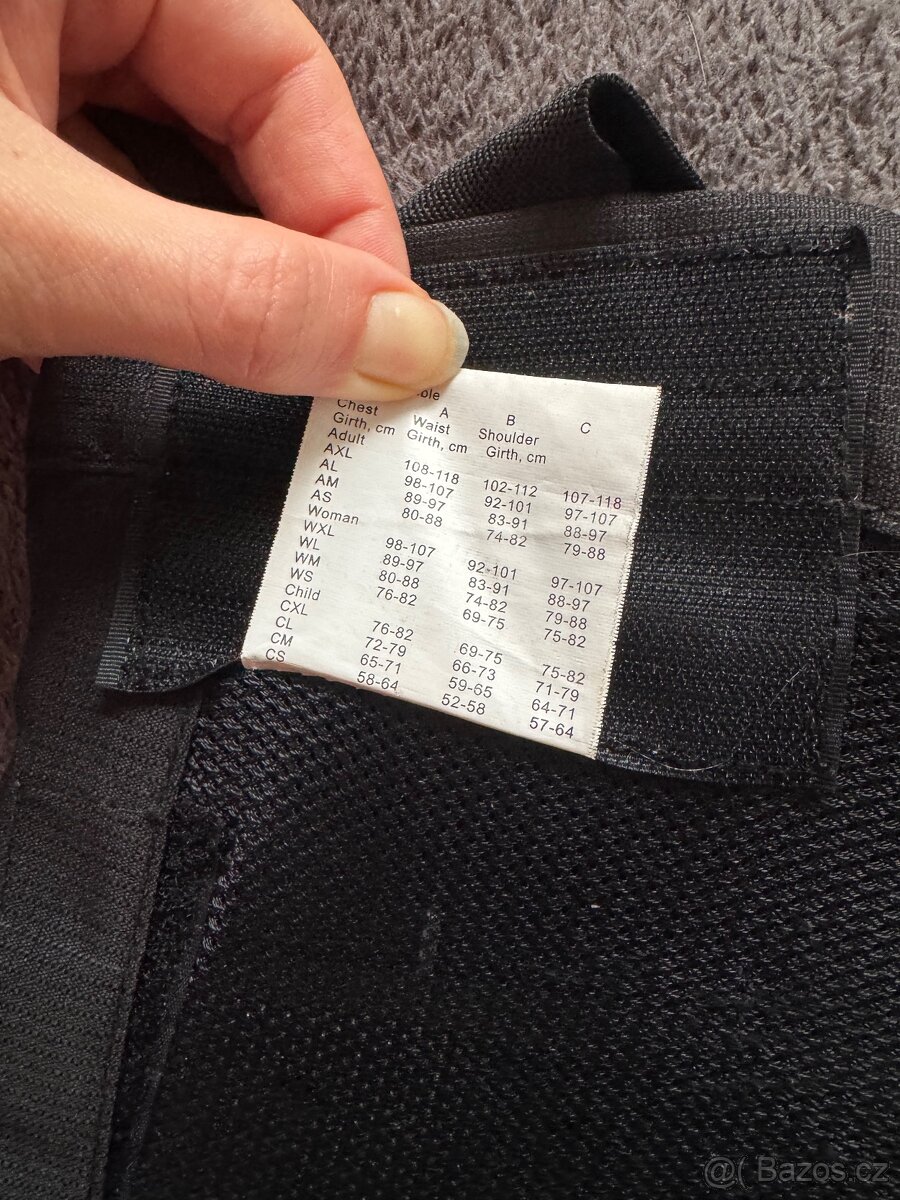 A B C
Chest Waist Shoulder
Girth, cm Girth, cm Girth, cm
Adult
AXL 108-118 102-112 107-118
AL 98-107 92-101 97-107
AM 89-97 83-91 88-97
AS 80-88 74-82 79-88
Woman
WXL 98-107 92-101 97-107
WL 89-97 83-91 88-97
WM 80-88 74-82 79-88
WS 76-82 69-75 75-82
Child
CXL 76-82 69-75 75-82
CL 72-79 66-73 71-79
CM 65-71 59-65 64-71
CS 58-64 52-58 57-64
@( Bazos.cz